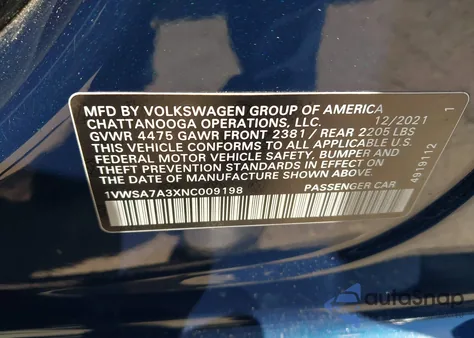 MFD BY VOLKSWAGEN GROUP OF AMERICA
CHATTANOOGA OPERATIONS, LLC. 12/2021 1
GVWR 4475 GAWR FRONT 2381 / REAR 2205 LBS
THIS VEHICLE CONFORMS TO ALL APPLICABLE
FEDERAL MOTOR VEHICLE SAFETY, BUMPER AND
THEFT PREVENTION STANDARDS IN EFFECT ON
THE DATE OF MANUFACTURE SHOWN ABOVE.
1VWSA7A3XNC009198 PASSENGER CAR
4919112
autosnap